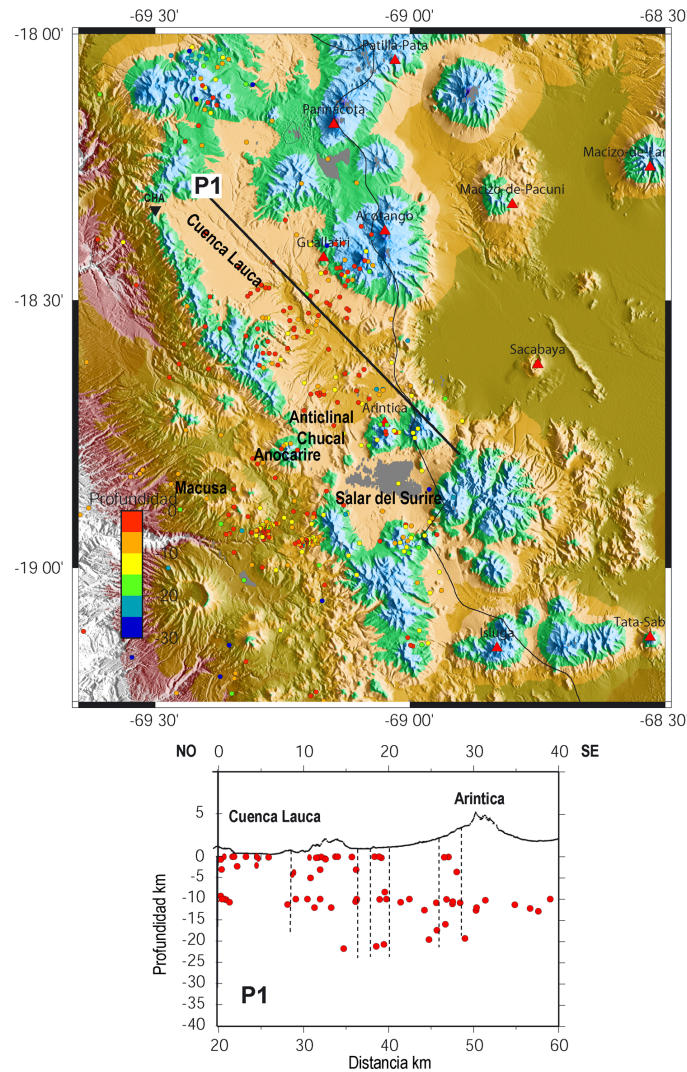 -69 30' -69 00' -68 30'
-18 00'
Patilla-Pata
Parinacota
Macizo-de-Lar
CHA
P1
Macizo-de-Pacuni
Acotango
Cuenca Lauca
Guallatiri
-18 30'
Sacabaya
Arintica
Anticlinal
Chucal
Anocarire
Macusa
Salar del Surire
Profundidad
0
10
20
30
-19 00'
Tata-Sab
Isluga
-69 30' -69 00' -68 30'
NO 0 10 20 30 40 SE
Cuenca Lauca
Arintica
5
0
-5
-10
-15
-20
-25
-30
-35
-40
Profundidad km
P1
20 30 40 50 60
Distancia km